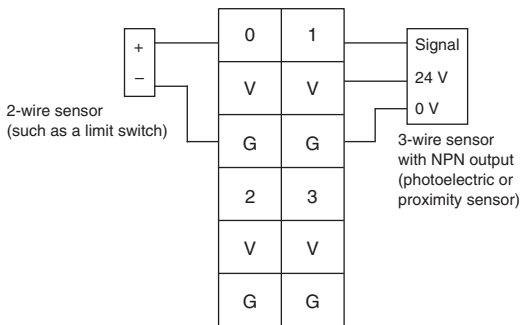 +
–
2-wire sensor
(such as a limit switch)
0 1
V V
G G
2 3
V V
G G
Signal
24 V
0 V
3-wire sensor
with NPN output
(photoelectric or
proximity sensor)